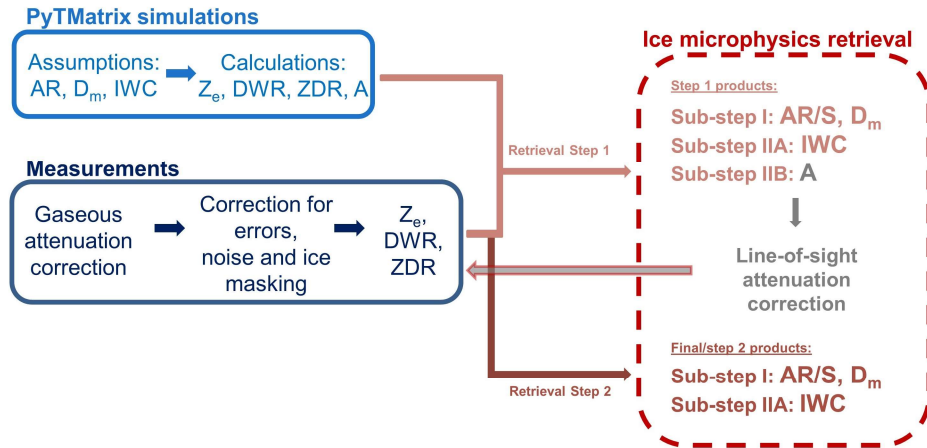 PyTMatrix simulations
Assumptions:
AR, Dm, IWC
Calculations:
Ze, DWR, ZDR, A
Measurements
Gaseous
attenuation
correction
Correction for
errors,
noise and ice
masking
Ze,
DWR,
ZDR
Retrieval Step 1
Retrieval Step 2
Ice microphysics retrieval
Step 1 products:
Sub-step I: AR/S, Dm
Sub-step IIA: IWC
Sub-step IIB: A
Line-of-sight
attenuation
correction
Final/step 2 products:
Sub-step I: AR/S, Dm
Sub-step IIA: IWC